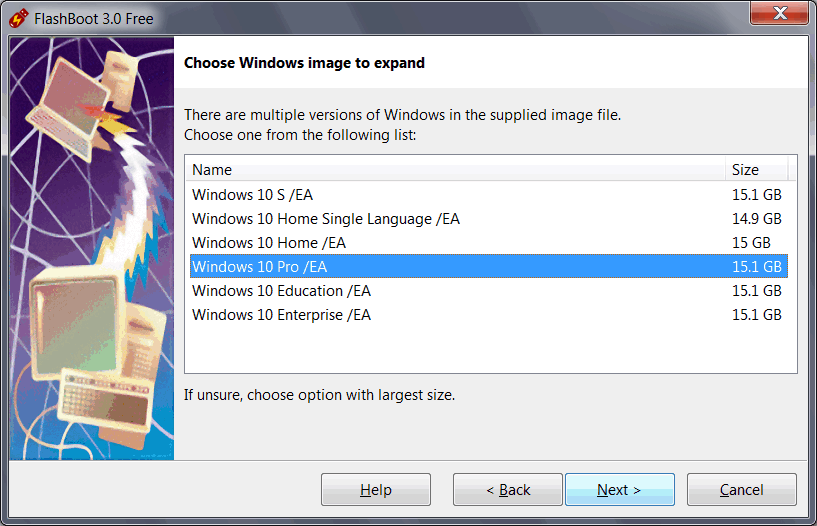 FlashBoot 3.0 Free
Choose Windows image to expand
There are multiple versions of Windows in the supplied image file.
Choose one from the following list:
Name Size
Windows 10 S /EA 15.1 GB
Windows 10 Home Single Language /EA 14.9 GB
Windows 10 Home /EA 15 GB
Windows 10 Pro /EA 15.1 GB
Windows 10 Education /EA 15.1 GB
Windows 10 Enterprise /EA 15.1 GB
If unsure, choose option with largest size.
Help < Back Next > Cancel